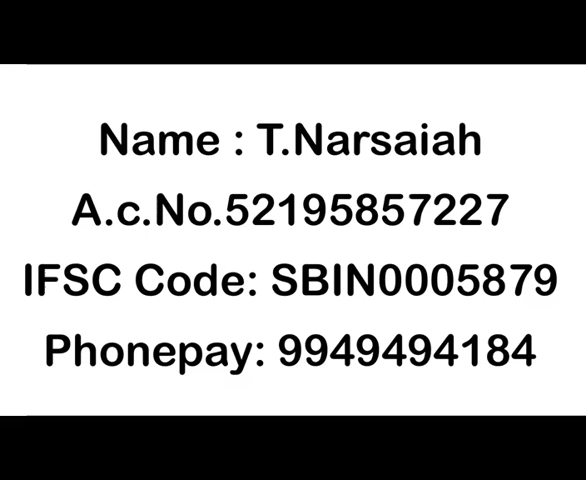 Name : T.Narsaiah
A.c.No.52195857227
IFSC Code: SBIN0005879
Phonepay: 9949494184